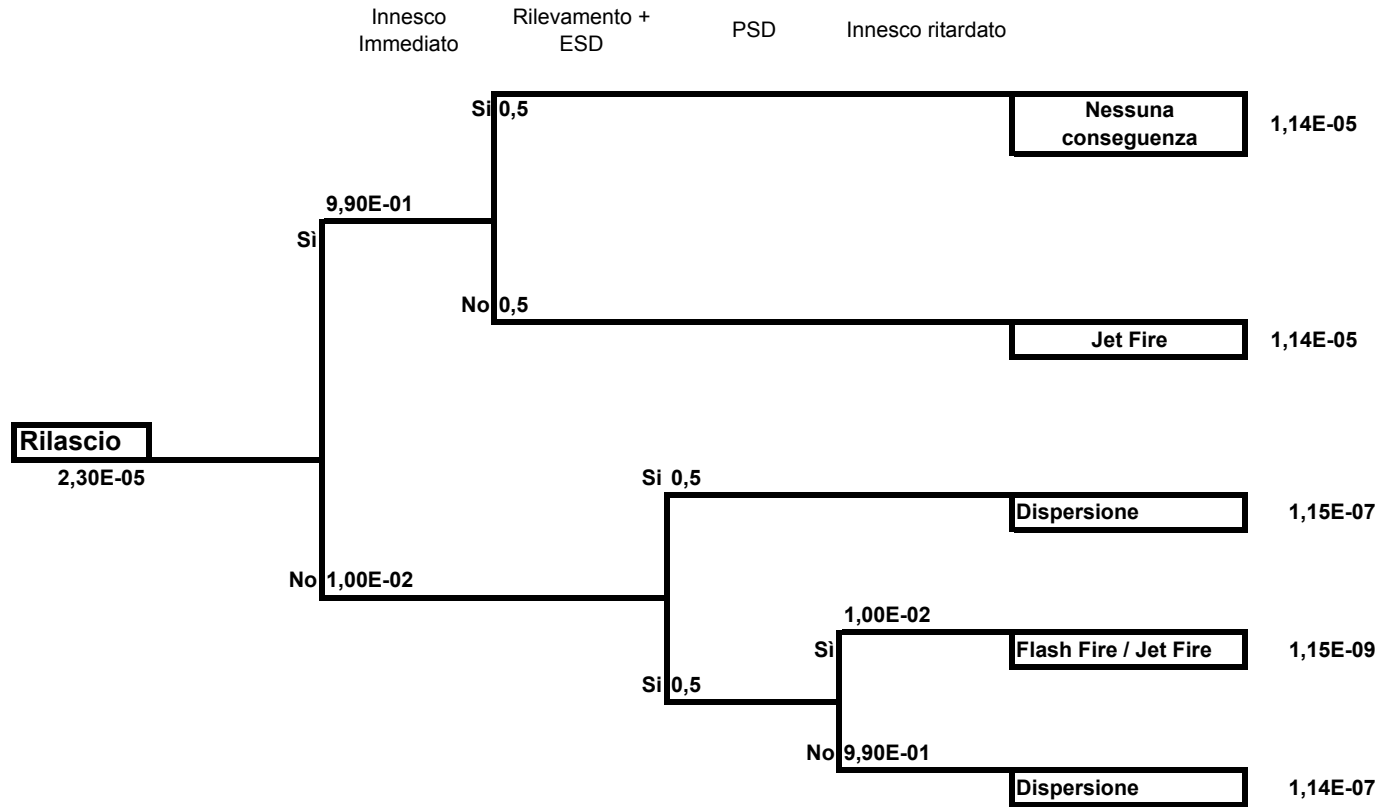 Innesco
Immediato
Rilevamento +
ESD
PSD
Innesco ritardato
Si 0,5
Nessuna
conseguenza
1,14E-05
9,90E-01
Sì
No 0,5
Jet Fire
1,14E-05
Rilascio
2,30E-05
Si 0,5
Dispersione
1,15E-07
No 1,00E-02
1,00E-02
Sì
Flash Fire / Jet Fire
1,15E-09
Si 0,5
No 9,90E-01
Dispersione
1,14E-07